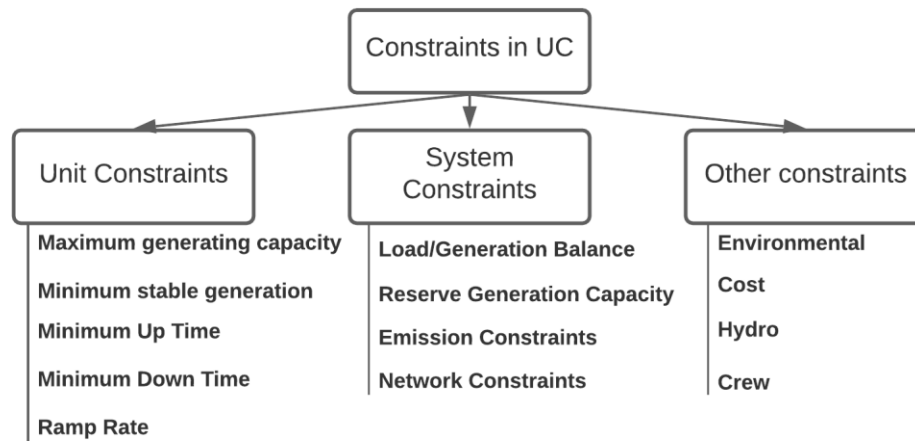 Constraints in UC
Unit Constraints
System
Constraints
Other constraints
Maximum generating capacity
Minimum stable generation
Minimum Up Time
Minimum Down Time
Ramp Rate
Load/Generation Balance
Reserve Generation Capacity
Emission Constraints
Network Constraints
Environmental
Cost
Hydro
Crew